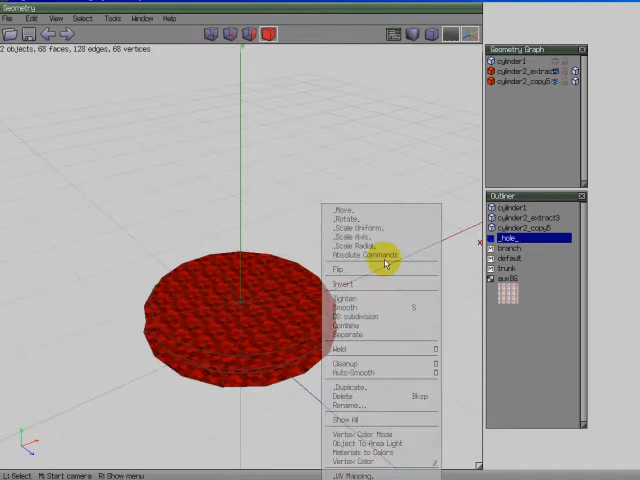 Geometry
File Edit View Select Tools Window Help
2 objects, 68 faces, 128 edges, 68 vertices
Geometry Graph
cylinder1
cylinder2_extract3
cylinder2_copy5
Outliner
cylinder1
cylinder2_extract3
cylinder2_copy5
_hole_
branch
default
trunk
auvBG
.Move.
.Rotate.
.Scale Uniform.
.Scale Axis.
.Scale Radial.
Absolute Commands
Flip
Invert
Tighten
Smooth S
DS subdivision
Combine
Separate
Weld
Cleanup
Auto-Smooth
.Duplicate.
Delete Bksp
Rename...
Show All
Vertex Color Mode
Object To Area Light
Materials to Colors
Vertex Color
.UV Mapping.
x
L: Select M: Start camera R: Show menu